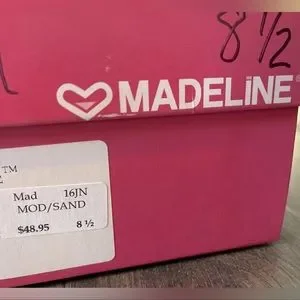 8 ½
MADELINE
™
Mad 16JN
MOD/SAND
$48.95 8 ½